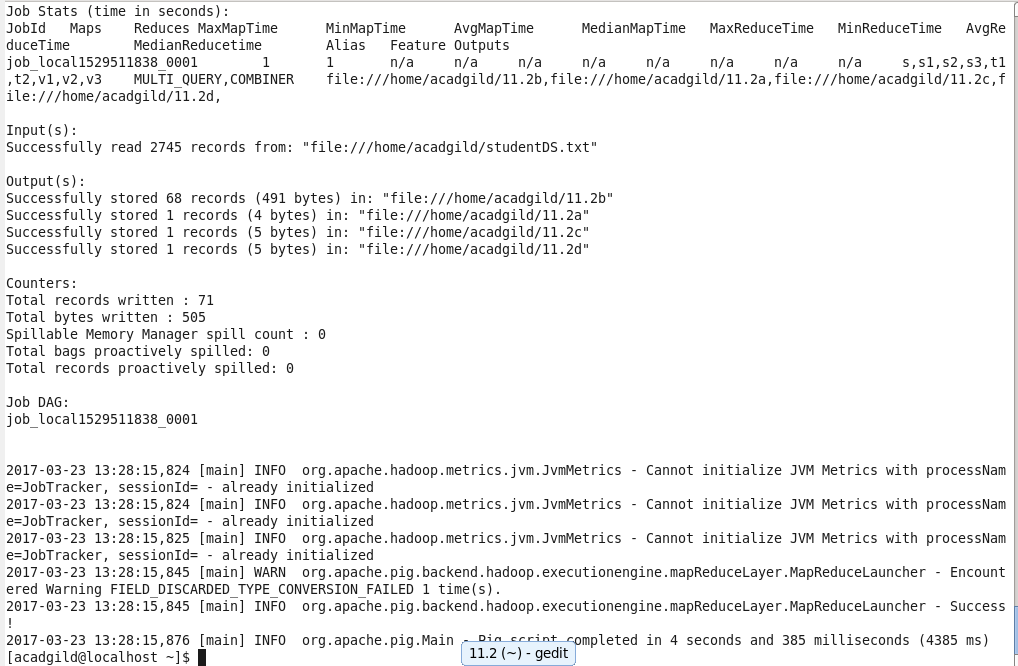 Job Stats (time in seconds):
JobId   Maps    Reduces MaxMapTime      MinMapTime      AvgMapTime      MedianMapTime   MaxReduceTime   MinReduceTime   AvgRe
duceTime        MedianReducetime        Alias   Feature Outputs
job_local1529511838_0001        1       1       n/a     n/a     n/a     n/a     n/a     n/a     n/a     n/a     s,s1,s2,s3,t1
,t2,v1,v2,v3    MULTI_QUERY,COMBINER    file:///home/acadgild/11.2b,file:///home/acadgild/11.2a,file:///home/acadgild/11.2c,f
ile:///home/acadgild/11.2d,
Input(s):
Successfully read 2745 records from: "file:///home/acadgild/studentDS.txt"
Output(s):
Successfully stored 68 records (491 bytes) in: "file:///home/acadgild/11.2b"
Successfully stored 1 records (4 bytes) in: "file:///home/acadgild/11.2a"
Successfully stored 1 records (5 bytes) in: "file:///home/acadgild/11.2c"
Successfully stored 1 records (5 bytes) in: "file:///home/acadgild/11.2d"
Counters:
Total records written : 71
Total bytes written : 505
Spillable Memory Manager spill count : 0
Total bags proactively spilled: 0
Total records proactively spilled: 0
Job DAG:
job_local1529511838_0001
2017-03-23 13:28:15,824 [main] INFO  org.apache.hadoop.metrics.jvm.JvmMetrics - Cannot initialize JVM Metrics with processNam
e=JobTracker, sessionId= - already initialized
2017-03-23 13:28:15,824 [main] INFO  org.apache.hadoop.metrics.jvm.JvmMetrics - Cannot initialize JVM Metrics with processNam
e=JobTracker, sessionId= - already initialized
2017-03-23 13:28:15,825 [main] INFO  org.apache.hadoop.metrics.jvm.JvmMetrics - Cannot initialize JVM Metrics with processNam
e=JobTracker, sessionId= - already initialized
2017-03-23 13:28:15,845 [main] WARN  org.apache.pig.backend.hadoop.executionengine.mapReduceLayer.MapReduceLauncher - Encount
ered Warning FIELD_DISCARDED_TYPE_CONVERSION_FAILED 1 time(s).
2017-03-23 13:28:15,845 [main] INFO  org.apache.pig.backend.hadoop.executionengine.mapReduceLayer.MapReduceLauncher - Success
!
2017-03-23 13:28:15,876 [main] INFO  org.apache.pig.Main - Pig script completed in 4 seconds and 385 milliseconds (4385 ms)
[acadgild@localhost ~]$
11.2 (~) - gedit